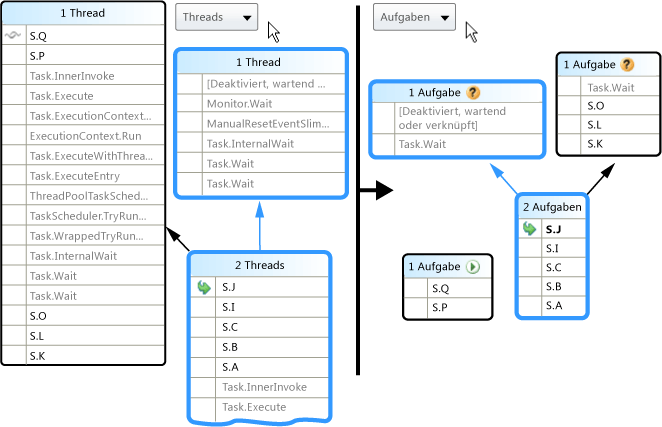 1 Thread
S.Q
S.P
Task.InnerInvoke
Task.Execute
Task.ExecutionContext...
ExecutionContext.Run
Task.ExecuteWithThrea...
Task.ExecuteEntry
ThreadPoolTaskSched...
TaskScheduler.TryRun...
Task.WrappedTryRun...
Task.InternalWait
Task.Wait
Task.Wait
S.O
S.L
S.K
Threads
1 Thread
[Deaktiviert, wartend ...
Monitor.Wait
ManualResetEventSlim...
Task.InternalWait
Task.Wait
Task.Wait
2 Threads
S.J
S.I
S.C
S.B
S.A
Task.InnerInvoke
Task.Execute
Aufgaben
1 Aufgabe
[Deaktiviert, wartend
oder verknüpft]
Task.Wait
1 Aufgabe
Task.Wait
S.O
S.L
S.K
2 Aufgaben
S.J
S.I
S.C
S.B
S.A
1 Aufgabe
S.Q
S.P